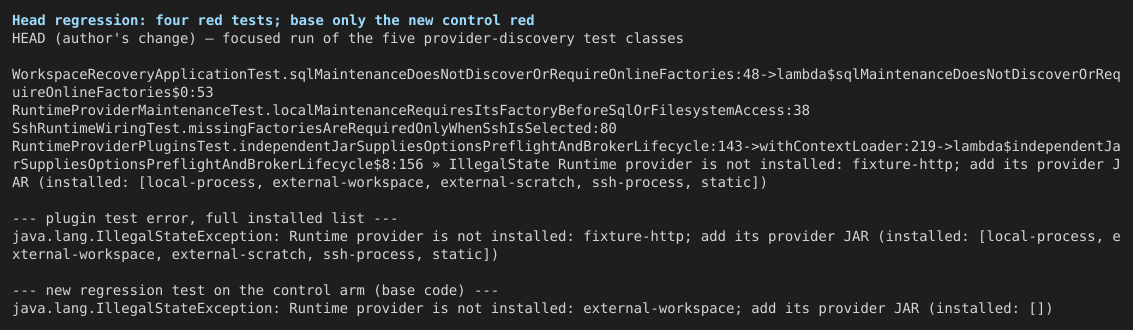 Head regression: four red tests; base only the new control red
HEAD (author's change) — focused run of the five provider-discovery test classes
WorkspaceRecoveryApplicationTest.sqlMaintenanceDoesNotDiscoverOrRequireOnlineFactories:48->lambda$sqlMaintenanceDoesNotDiscoverOrReq
uireOnlineFactories$0:53
RuntimeProviderMaintenanceTest.localMaintenanceRequiresItsFactoryBeforeSqlOrFilesystemAccess:38
SshRuntimeWiringTest.missingFactoriesAreRequiredOnlyWhenSshIsSelected:80
RuntimeProviderPluginsTest.independentJarSuppliesOptionsPreflightAndBrokerLifecycle:143->withContextLoader:219->lambda$independentJa
rSuppliesOptionsPreflightAndBrokerLifecycle$8:156 » IllegalState Runtime provider is not installed: fixture-http; add its provider J
AR (installed: [local-process, external-workspace, external-scratch, ssh-process, static])
--- plugin test error, full installed list ---
java.lang.IllegalStateException: Runtime provider is not installed: fixture-http; add its provider JAR (installed: [local-process, e
xternal-workspace, external-scratch, ssh-process, static])
--- new regression test on the control arm (base code) ---
java.lang.IllegalStateException: Runtime provider is not installed: external-workspace; add its provider JAR (installed: [])